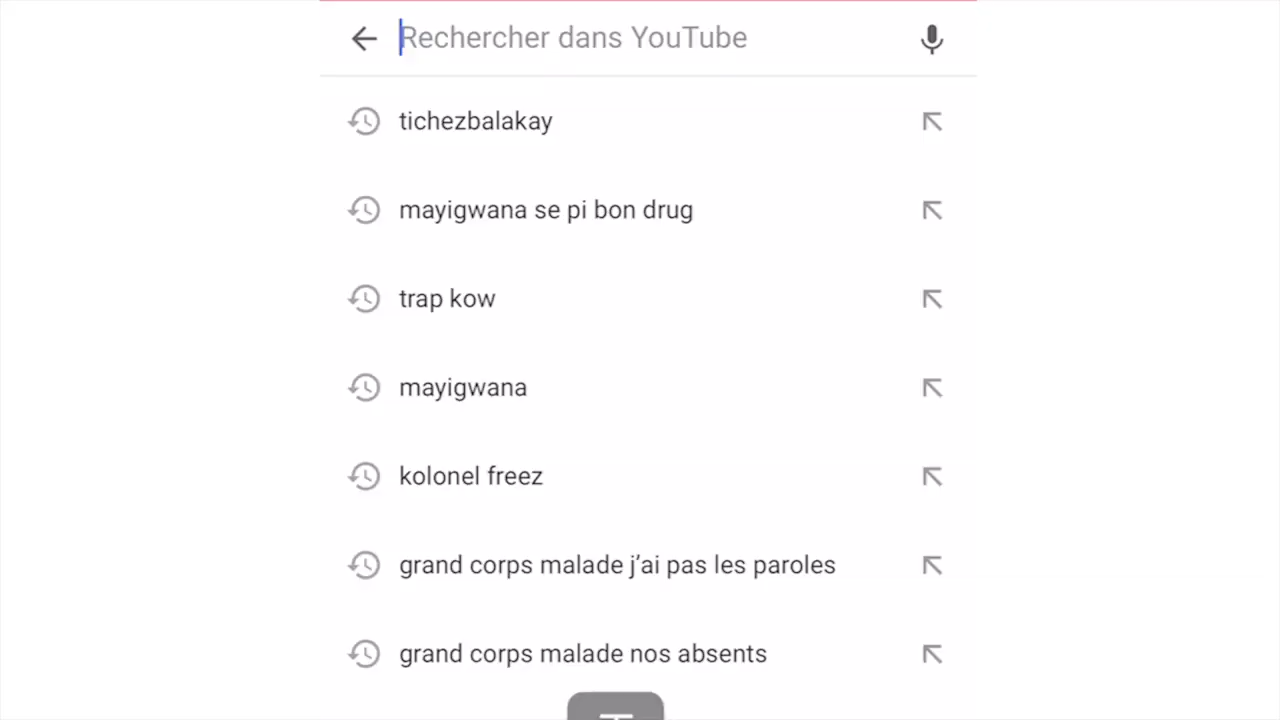 Rechercher dans YouTube
tichezbalakay
mayigwana se pi bon drug
trap kow
mayigwana
kolonel freez
grand corps malade j’ai pas les paroles
grand corps malade nos absents